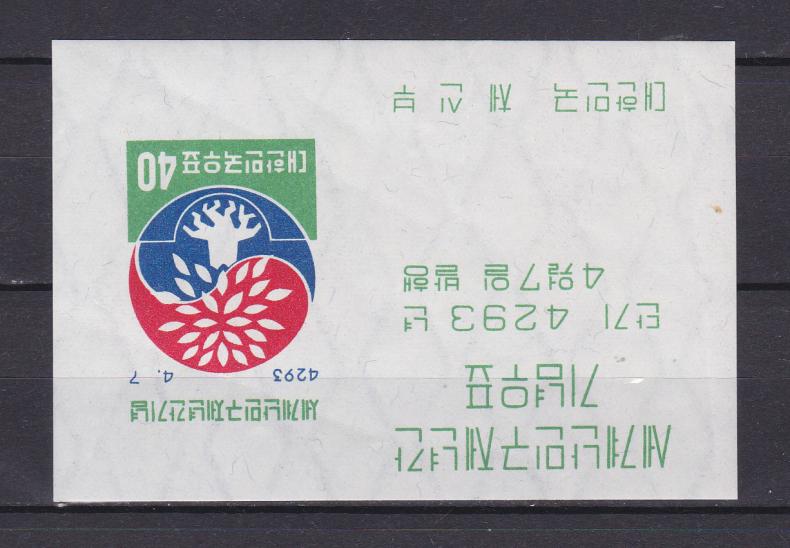 세계난민구제년간
기념우표
단기 4293 년
4월 7일 발행
대한민국 체 신 부
세계난민구제년간기념
4293 4. 7
대한민국우표 40